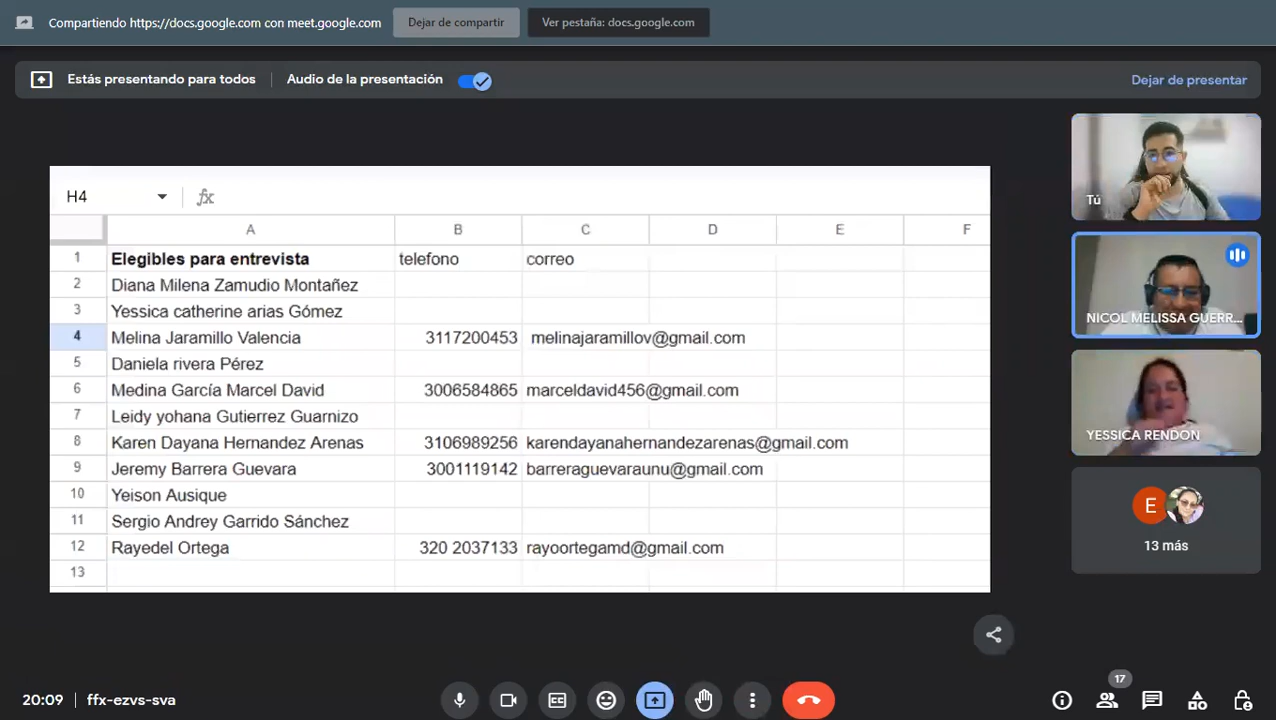 Compartiendo https://docs.google.com con meet.google.com Dejar de compartir Ver pestaña: docs.google.com
Estás presentando para todos Audio de la presentación Dejar de presentar
H4 fx
A B C D E F
1 Elegibles para entrevista telefono correo
2 Diana Milena Zamudio Montañez
3 Yessica catherine arias Gómez
4 Melina Jaramillo Valencia 3117200453 melinajaramillov@gmail.com
5 Daniela rivera Pérez
6 Medina García Marcel David 3006584865 marceldavid456@gmail.com
7 Leidy yohana Gutierrez Guarnizo
8 Karen Dayana Hernandez Arenas 3106989256 karendayanahernandezarenas@gmail.com
9 Jeremy Barrera Guevara 3001119142 barreraguevaraunu@gmail.com
10 Yeison Ausique
11 Sergio Andrey Garrido Sánchez
12 Rayedel Ortega 320 2037133 rayoortegamd@gmail.com
13
Tú
NICOL MELISSA GUERR...
YESSICA RENDON
E
13 más
20:09 ffx-ezvs-sva
17